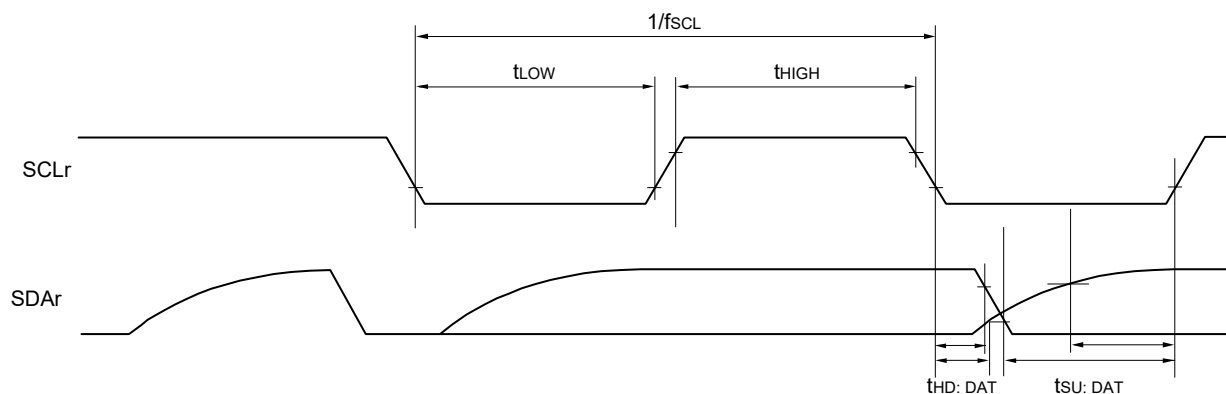 1/fSCL
tLOW
tHIGH
SCLr
SDAr
tHD: DAT
tSU: DAT